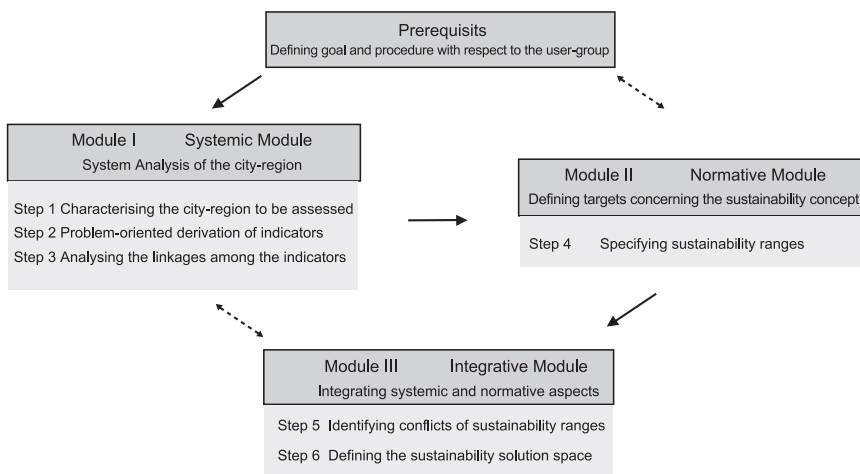 Prerequisits
Defining goal and procedure with respect to the user-group
Module I Systemic Module
System Analysis of the city-region
Step 1 Characterising the city-region to be assessed
Step 2 Problem-oriented derivation of indicators
Step 3 Analysing the linkages among the indicators
Module II Normative Module
Defining targets concerning the sustainability concept
Step 4 Specifying sustainability ranges
Module III Integrative Module
Integrating systemic and normative aspects
Step 5 Identifying conflicts of sustainability ranges
Step 6 Defining the sustainability solution space